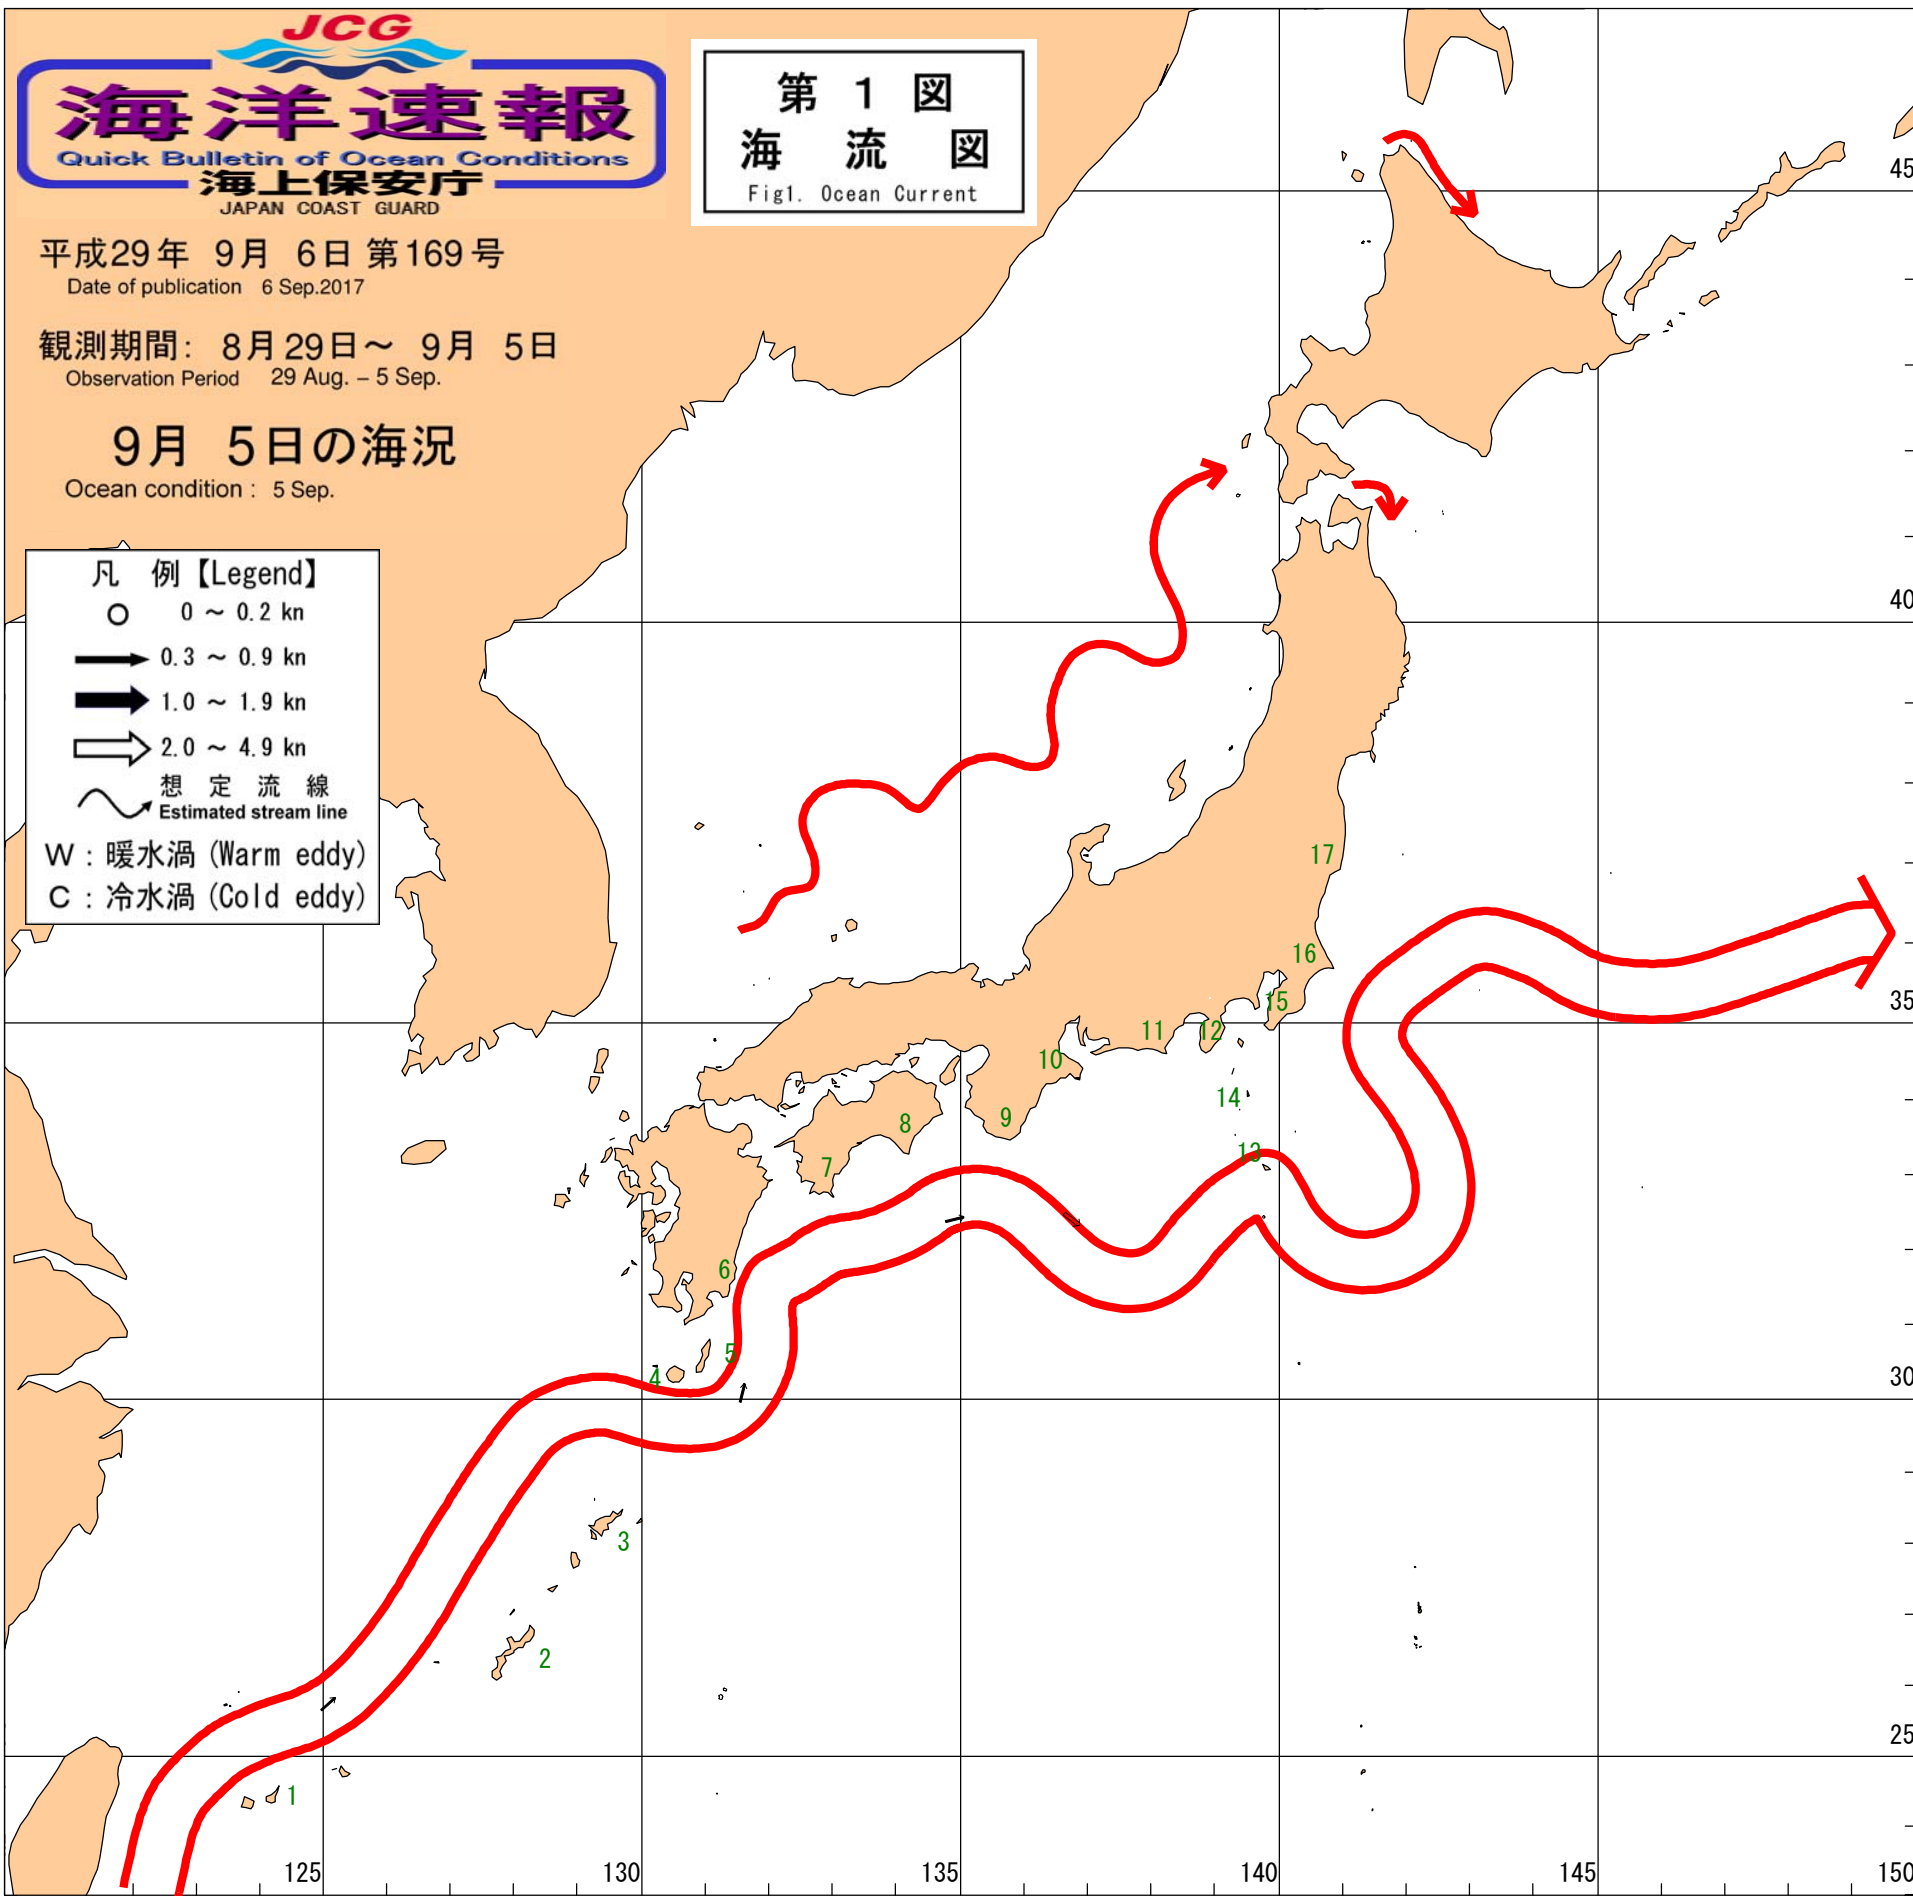 JCG
海洋速報
Quick Bulletin of Ocean Conditions
海上保安庁
JAPAN COAST GUARD
第 1 図
海 流 図
Fig1. Ocean Current
平成29年 9月 6日 第169号
Date of publication 6 Sep.2017
観測期間: 8月29日～ 9月 5日
Observation Period 29 Aug. – 5 Sep.
9月 5日の海況
Ocean condition : 5 Sep.
凡 例【Legend】
0 ～ 0.2 kn
0.3 ～ 0.9 kn
1.0 ～ 1.9 kn
2.0 ～ 4.9 kn
想 定 流 線
Estimated stream line
W : 暖水渦 (Warm eddy)
C : 冷水渦 (Cold eddy)
45
40
17
16
15
35
11
12
10
14
9
8
13
7
6
5
4
30
3
2
25
1
125
130
135
140
145
150